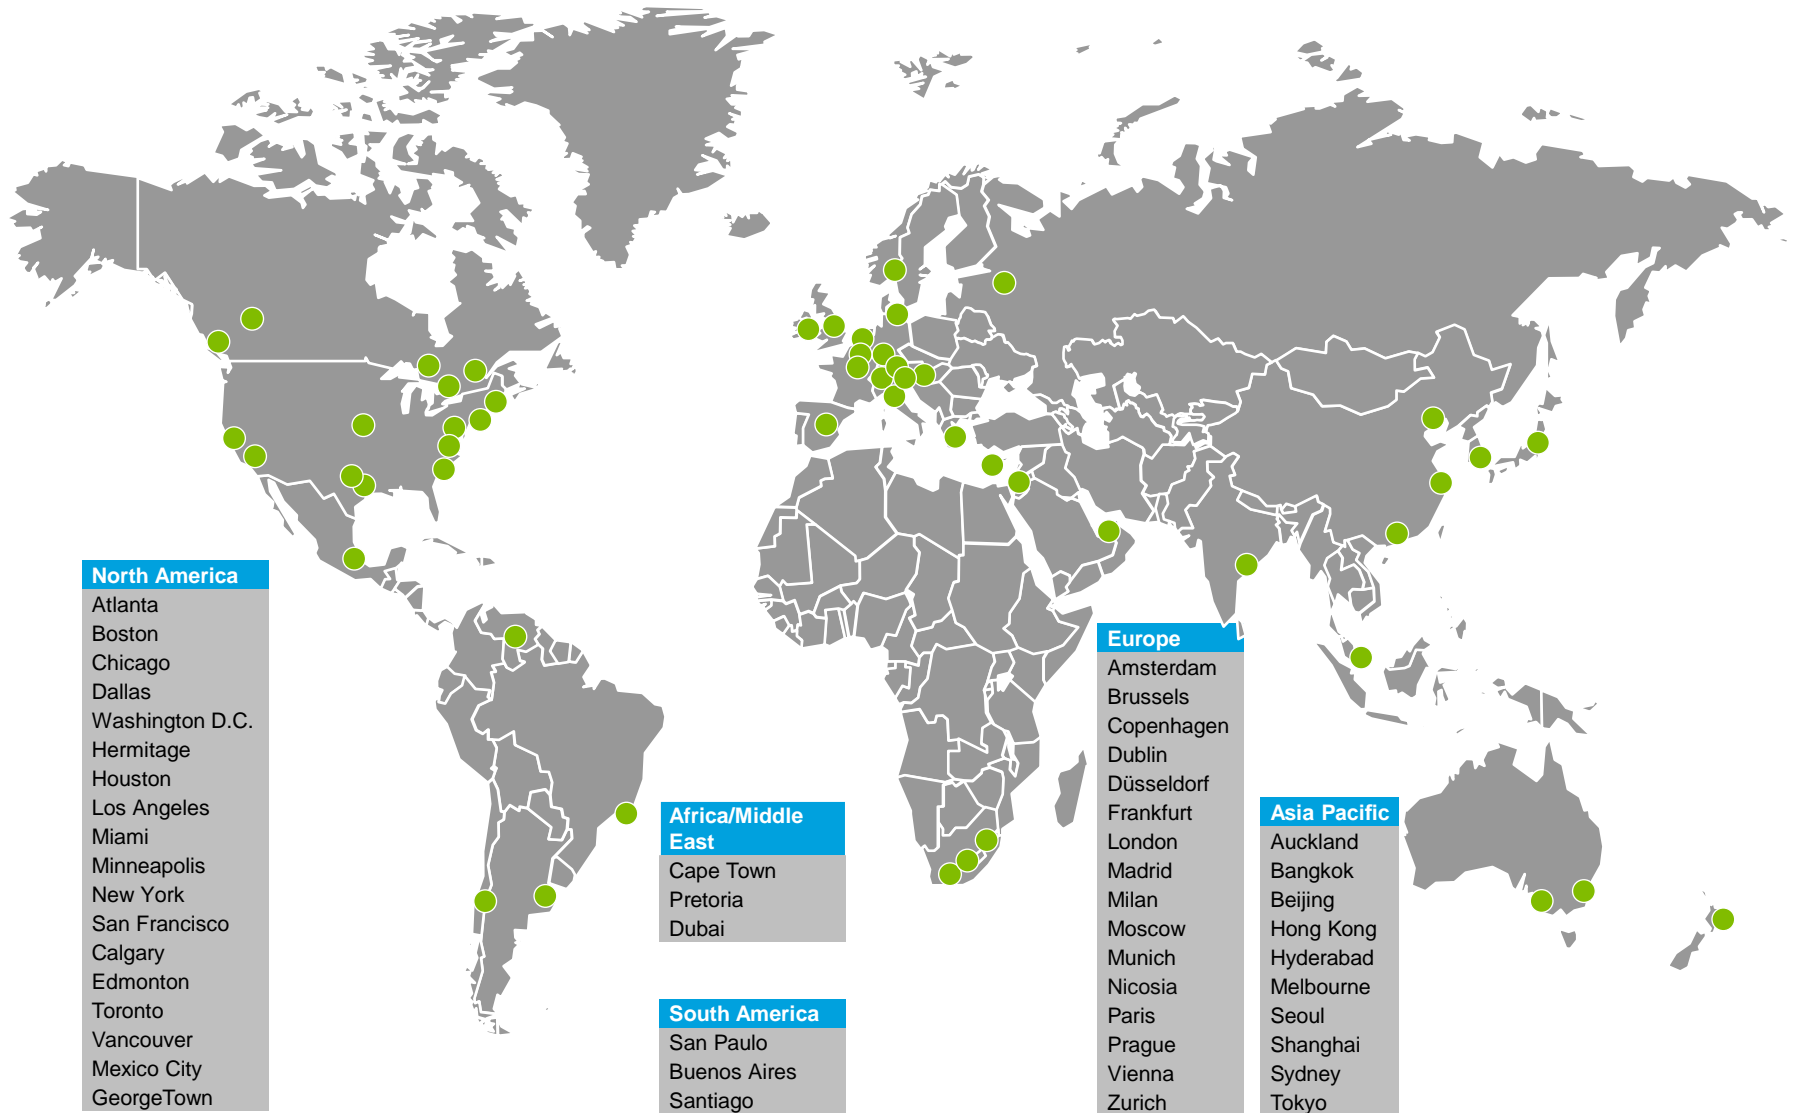 North America
Atlanta
Boston
Chicago
Dallas
Washington D.C.
Hermitage
Houston
Los Angeles
Miami
Minneapolis
New York
San Francisco
Calgary
Edmonton
Toronto
Vancouver
Mexico City
GeorgeTown
Africa/Middle
East
Cape Town
Pretoria
Dubai
South America
San Paulo
Buenos Aires
Santiago
Europe
Amsterdam
Brussels
Copenhagen
Dublin
Düsseldorf
Frankfurt
London
Madrid
Milan
Moscow
Munich
Nicosia
Paris
Prague
Vienna
Zurich
Asia Pacific
Auckland
Bangkok
Beijing
Hong Kong
Hyderabad
Melbourne
Seoul
Shanghai
Sydney
Tokyo